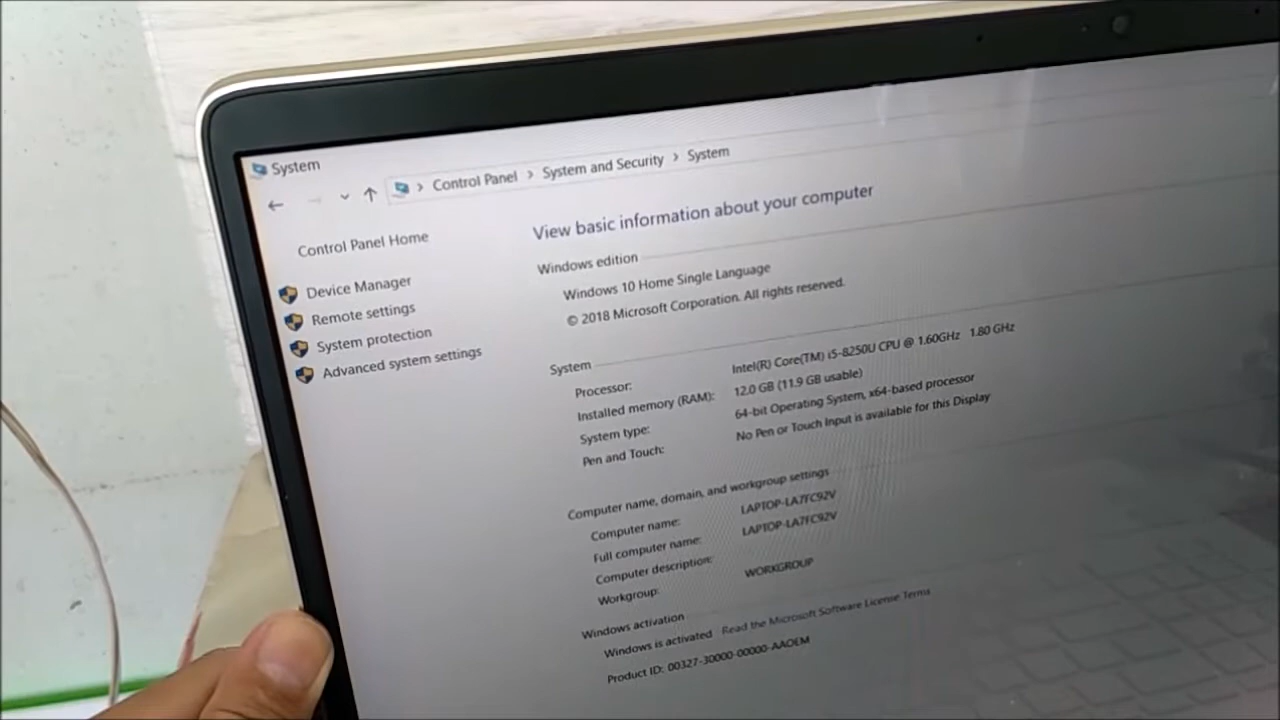 System
Control Panel > System and Security > System
Control Panel Home
Device Manager
Remote settings
System protection
Advanced system settings
View basic information about your computer
Windows edition
Windows 10 Home Single Language
© 2018 Microsoft Corporation. All rights reserved.
System
Processor: Intel(R) Core(TM) i5-8250U CPU @ 1.60GHz 1.80 GHz
Installed memory (RAM): 12.0 GB (11.9 GB usable)
System type: 64-bit Operating System, x64-based processor
Pen and Touch: No Pen or Touch Input is available for this Display
Computer name, domain, and workgroup settings
Computer name: LAPTOP-LA7FC92V
Full computer name: LAPTOP-LA7FC92V
Computer description:
Workgroup: WORKGROUP
Windows activation
Windows is activated Read the Microsoft Software License Terms
Product ID: 00327-30000-00000-AAOEM